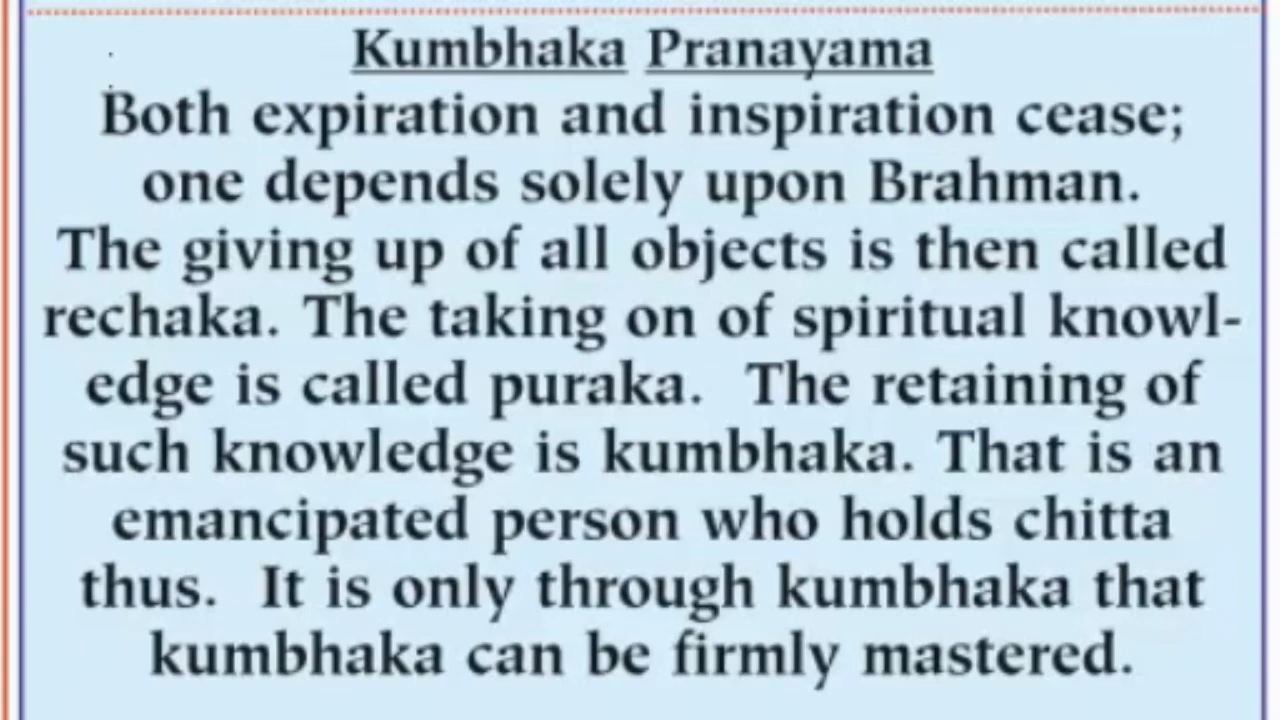 Kumbhaka Pranayama
Both expiration and inspiration cease;
one depends solely upon Brahman.
The giving up of all objects is then called
rechaka. The taking on of spiritual knowl-
edge is called puraka.  The retaining of
such knowledge is kumbhaka. That is an
emancipated person who holds chitta
thus.  It is only through kumbhaka that
kumbhaka can be firmly mastered.